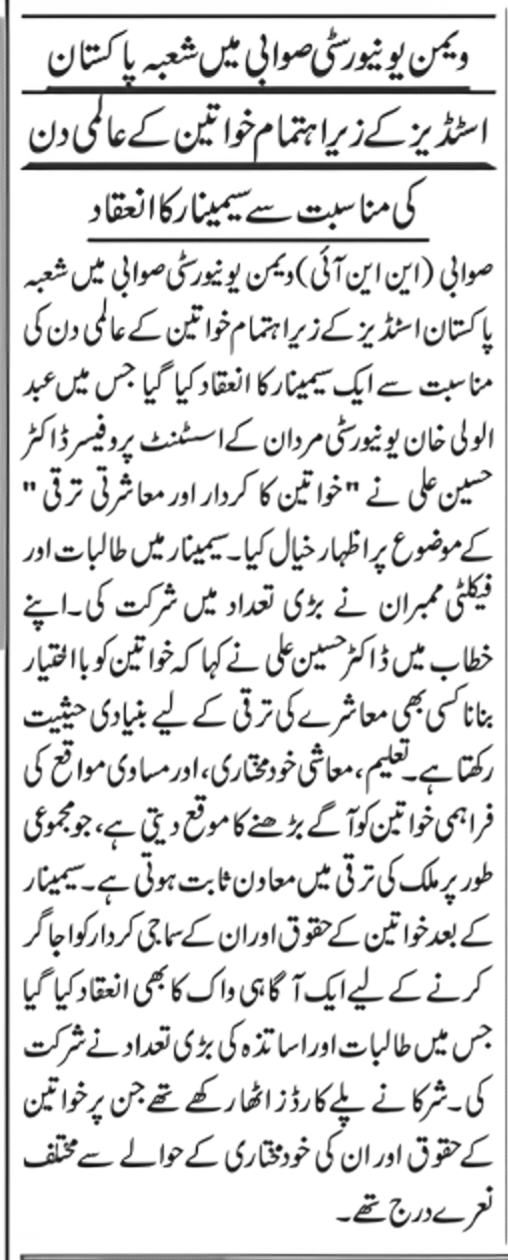 ویمن یونیورسٹی صوابی میں شعبہ پاکستان
اسٹڈیز کے زیر اہتمام خواتین کے عالمی دن
کی مناسبت سے سیمینار کا انعقاد
صوابی (این این آئی) ویمن یونیورسٹی صوابی میں شعبہ
پاکستان اسٹڈیز کے زیر اہتمام خواتین کے عالمی دن کی
مناسبت سے ایک سیمینار کا انعقاد کیا گیا جس میں عبد
الولی خان یونیورسٹی مردان کے اسسٹنٹ پروفیسر ڈاکٹر
حسین علی نے "خواتین کا کردار اور معاشرتی ترقی"
کے موضوع پر اظہار خیال کیا۔ سیمینار میں طالبات اور
فیکلٹی ممبران نے بڑی تعداد میں شرکت کی۔ اپنے
خطاب میں ڈاکٹر حسین علی نے کہا کہ خواتین کو بااختیار
بنانا کسی بھی معاشرے کی ترقی کے لیے بنیادی حیثیت
رکھتا ہے۔ تعلیم، معاشی خودمختاری، اور مساوی مواقع کی
فراہمی خواتین کو آگے بڑھنے کا موقع دیتی ہے، جو مجموعی
طور پر ملک کی ترقی میں معاون ثابت ہوتی ہے۔ سیمینار
کے بعد خواتین کے حقوق اور ان کے سماجی کردار کو اجاگر
کرنے کے لیے ایک آگاہی واک کا بھی انعقاد کیا گیا
جس میں طالبات اور اساتذہ کی بڑی تعداد نے شرکت
کی۔ شرکا نے پلے کارڈز اٹھا رکھے تھے جن پر خواتین
کے حقوق اور ان کی خودمختاری کے حوالے سے مختلف
نعرے درج تھے۔